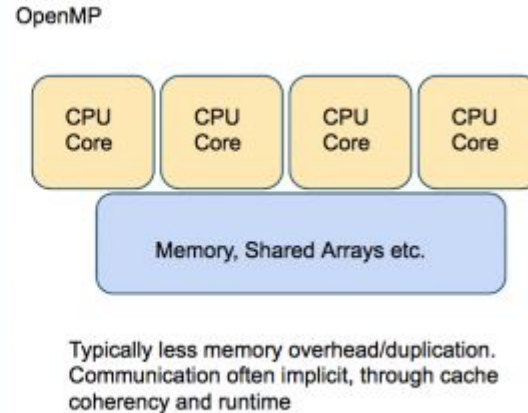 OpenMP
CPU CPU CPU CPU
Core Core Core Core
Memory, Shared Arrays etc.
Typically less memory overhead/duplication.
Communication often implicit, through cache
coherency and runtime